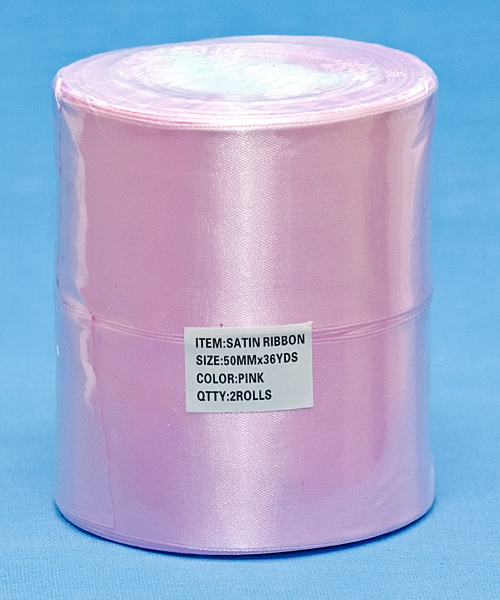 ITEM:SATIN RIBBON
SIZE:50MMx36YDS
COLOR:PINK
QTTY:2ROLLS